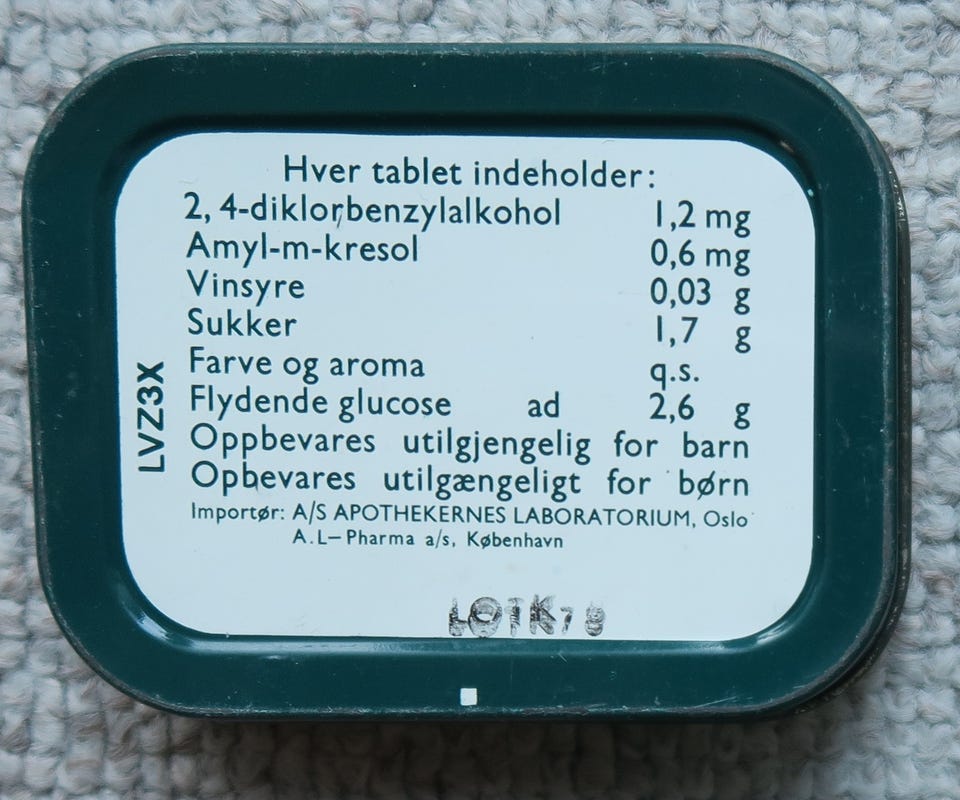 Hver tablet indeholder:
2, 4-diklorbenzylalkohol 1,2 mg
Amyl-m-kresol 0,6 mg
Vinsyre 0,03 g
Sukker 1,7 g
Farve og aroma q.s.
Flydende glucose ad 2,6 g
Oppbevares utilgjengelig for barn
Opbevares utilgængeligt for børn
Importør: A/S APOTHEKERNES LABORATORIUM, Oslo
A.L–Pharma a/s, København
LVZ3X
LOTK78